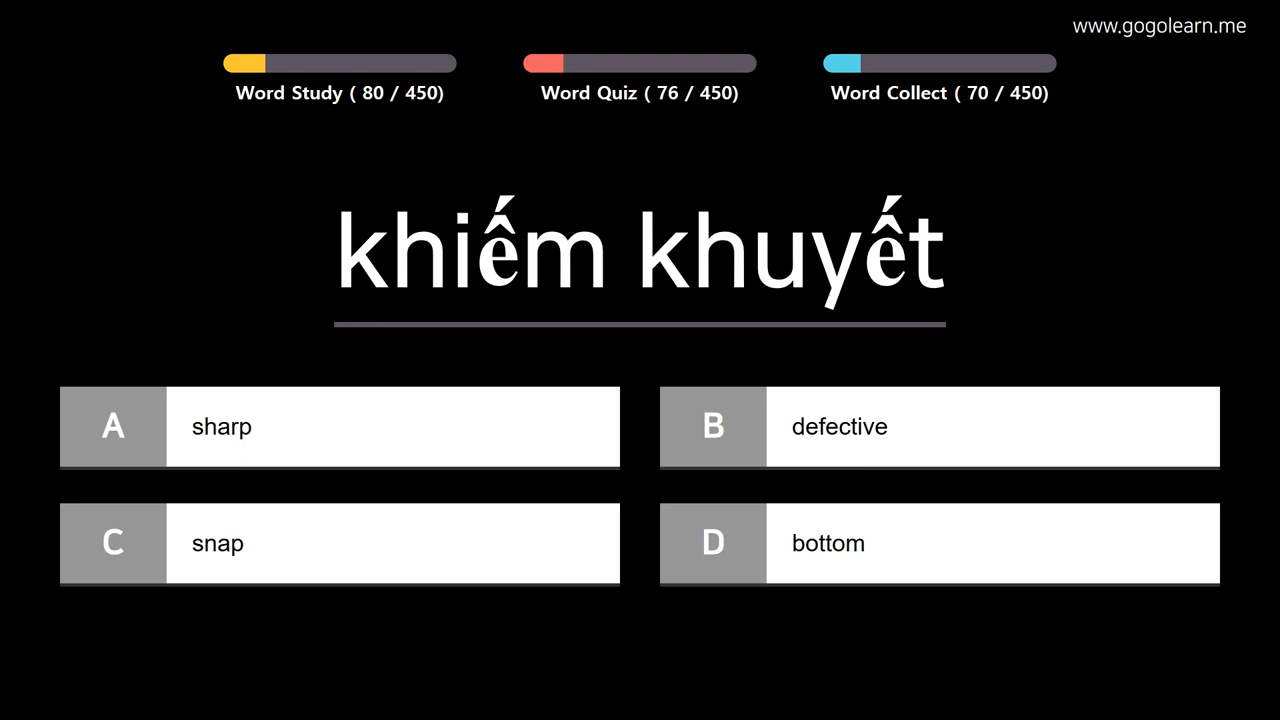 www.gogolearn.me
Word Study ( 80 / 450)
Word Quiz ( 76 / 450)
Word Collect ( 70 / 450)
khiếm khuyết
A sharp
B defective
C snap
D bottom